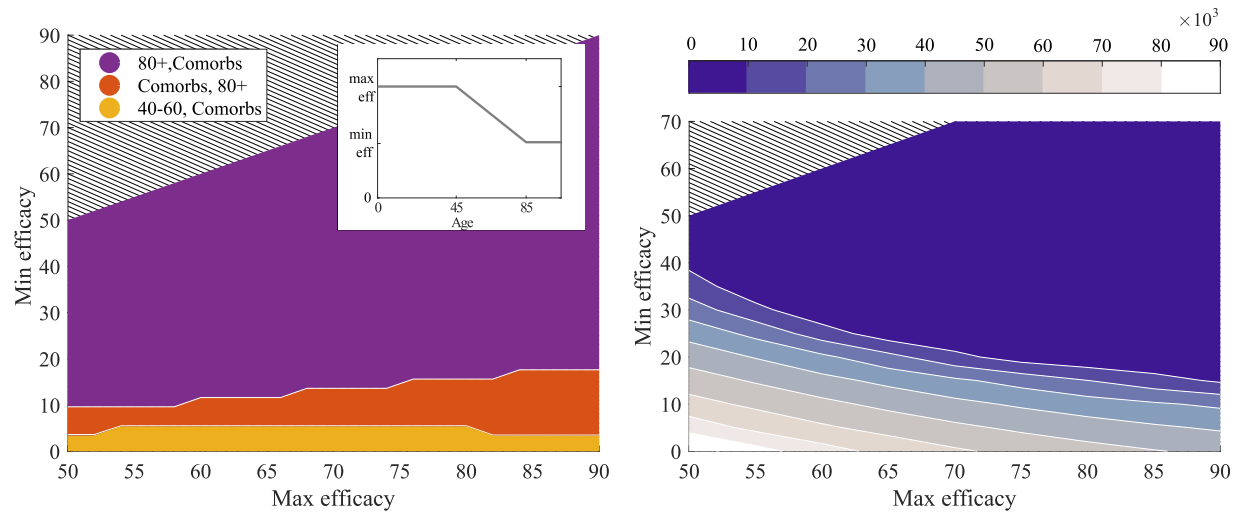 90
80
70
60
50
40
30
20
10
0
Min efficacy
80+,Comorbs
Comorbs, 80+
40-60, Comorbs
max
eff
min
eff
0
0 45 85
Age
50 55 60 65 70 75 80 85 90
Max efficacy
×10³
0 10 20 30 40 50 60 70 80 90
70
60
50
40
30
20
10
0
Min efficacy
50 55 60 65 70 75 80 85 90
Max efficacy